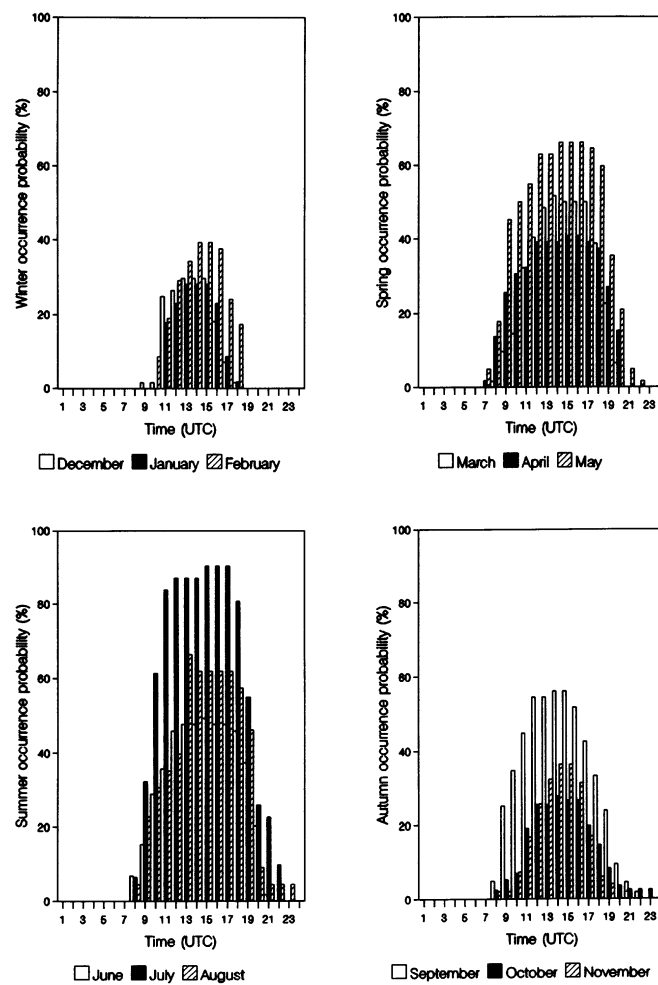 100
80
60
40
20
0
Winter occurrence probability (%)
1 3 5 7 9 11 13 15 17 19 21 23
Time (UTC)
December January February
100
80
60
40
20
0
Spring occurrence probability (%)
1 3 5 7 9 11 13 15 17 19 21 23
Time (UTC)
March April May
100
80
60
40
20
0
Summer occurrence probability (%)
1 3 5 7 9 11 13 15 17 19 21 23
Time (UTC)
June July August
100
80
60
40
20
0
Autumn occurrence probability (%)
1 3 5 7 9 11 13 15 17 19 21 23
Time (UTC)
September October November